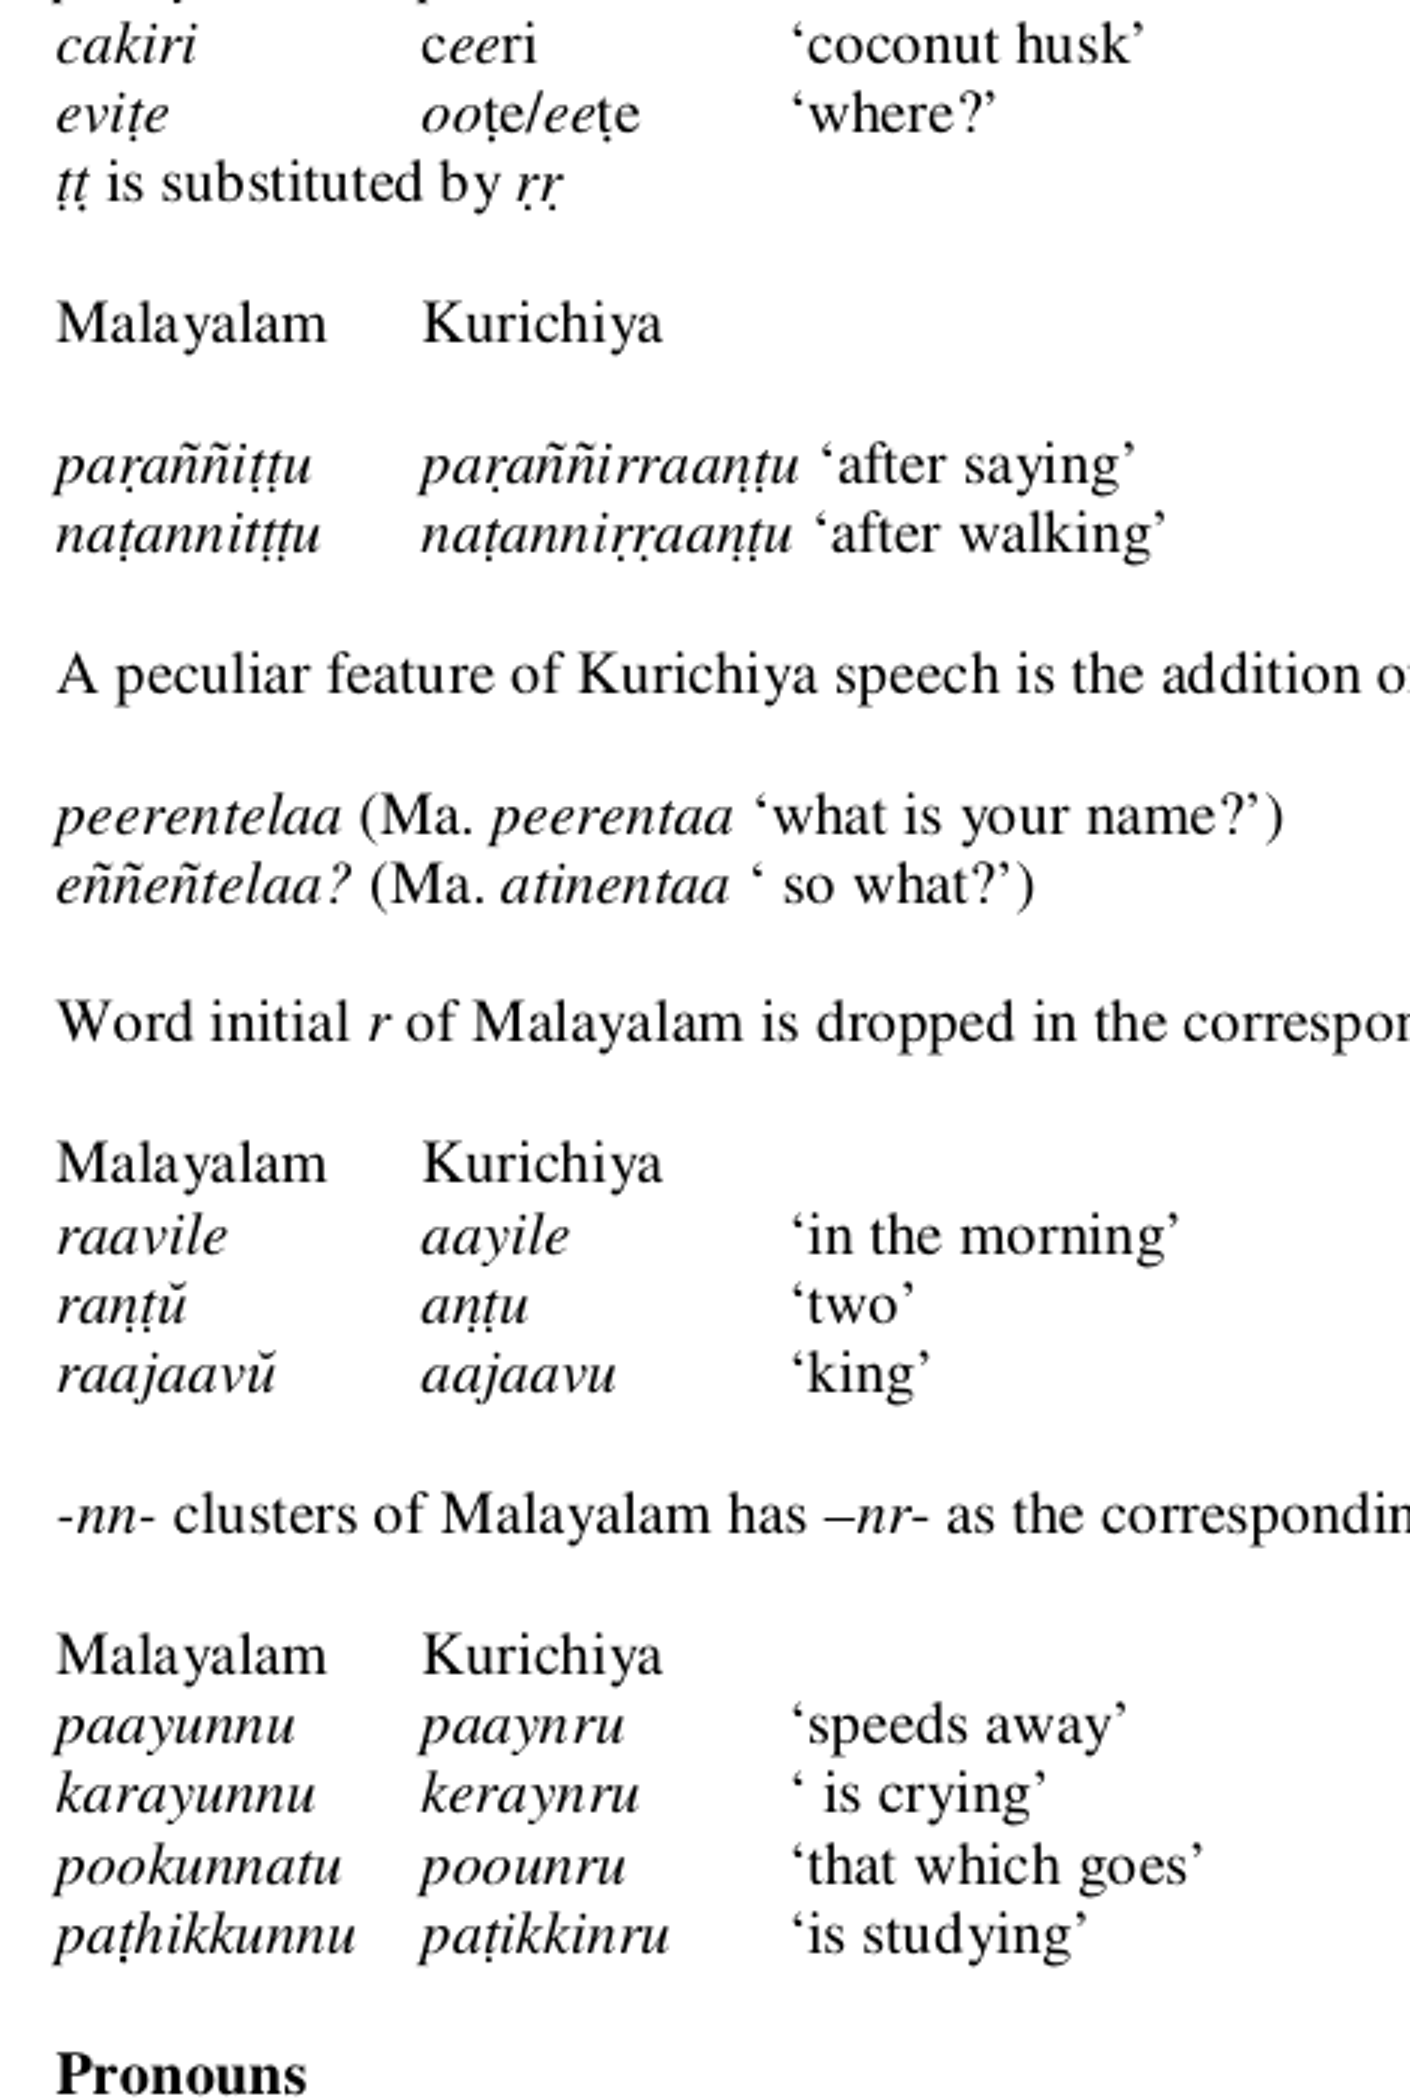 cakiri ceeri ‘coconut husk’
eviṭe ooṭe/eeṭe ‘where?’
ṭṭ is substituted by ṛṛ
Malayalam Kurichiya
paṛaññiṭṭu paṛaññirraaṇṭu ‘after saying’
naṭannitṭṭu naṭanniṛṛaaṇṭu ‘after walking’
A peculiar feature of Kurichiya speech is the addition
peerentelaa (Ma. peerentaa ‘what is your name?’)
eññeñtelaa? (Ma. atinentaa ‘ so what?’)
Word initial r of Malayalam is dropped in the
Malayalam Kurichiya
raavile aayile ‘in the morning’
raṇṭŭ aṇṭu ‘two’
raajaavŭ aajaavu ‘king’
-nn- clusters of Malayalam has –nr- as the
Malayalam Kurichiya
paayunnu paaynru ‘speeds away’
karayunnu keraynru ‘ is crying’
pookunnatu poounru ‘that which goes’
paṭhikkunnu paṭikkinru ‘is studying’
Pronouns